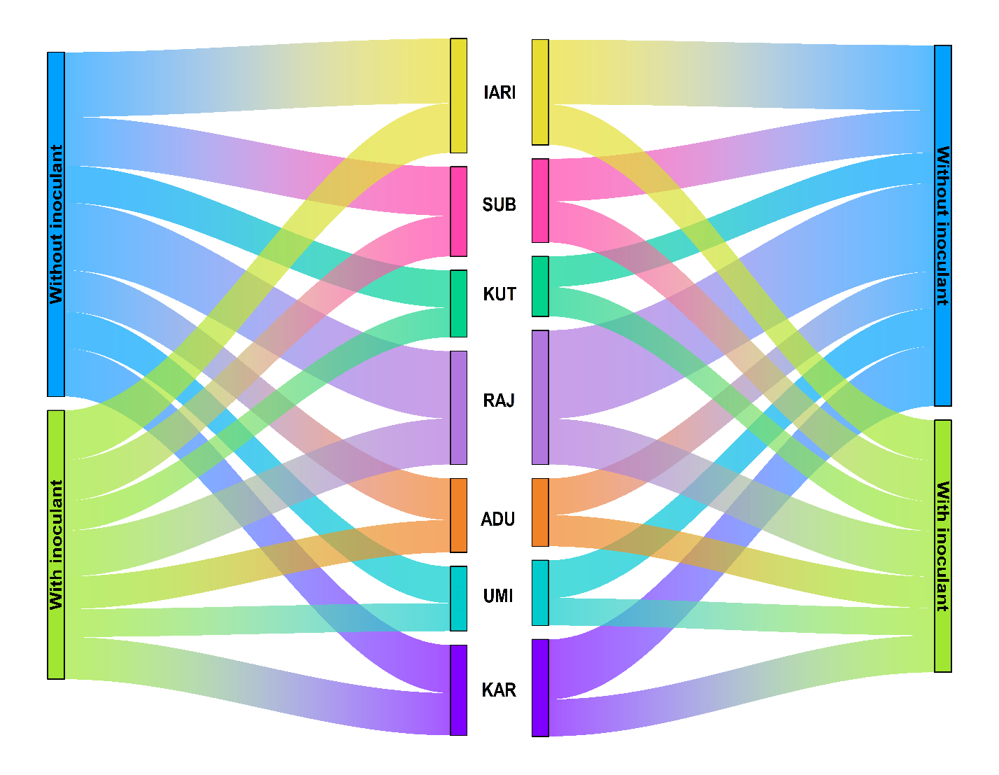 Without inoculant
With inoculant
IARI
SUB
KUT
RAJ
ADU
UMI
KAR
Without inoculant
With inoculant